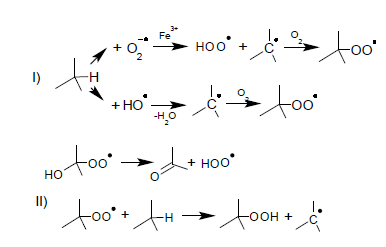 Fe3+
+ O2−• HOO• + C• O2 OO•
I) H
+ HO• -H2O C• O2 OO•
HO OO• O + HOO•
II) OO• + H OOH + C•